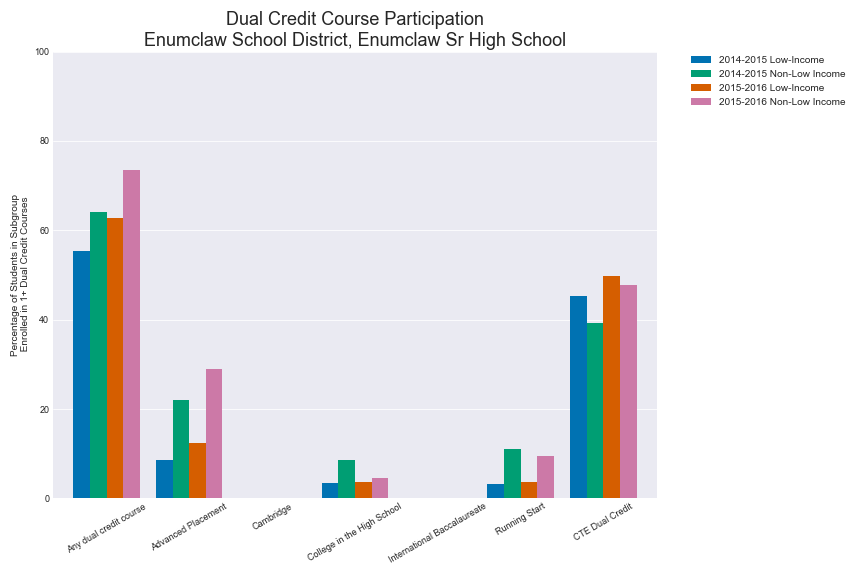 Dual Credit Course Participation
Enumclaw School District, Enumclaw Sr High School
2014-2015 Low-Income
2014-2015 Non-Low Income
2015-2016 Low-Income
2015-2016 Non-Low Income
Percentage of Students in Subgroup
Enrolled in 1+ Dual Credit Courses
100
80
60
40
20
0
Any dual credit course
Advanced Placement
Cambridge
College in the High School
International Baccalaureate
Running Start
CTE Dual Credit